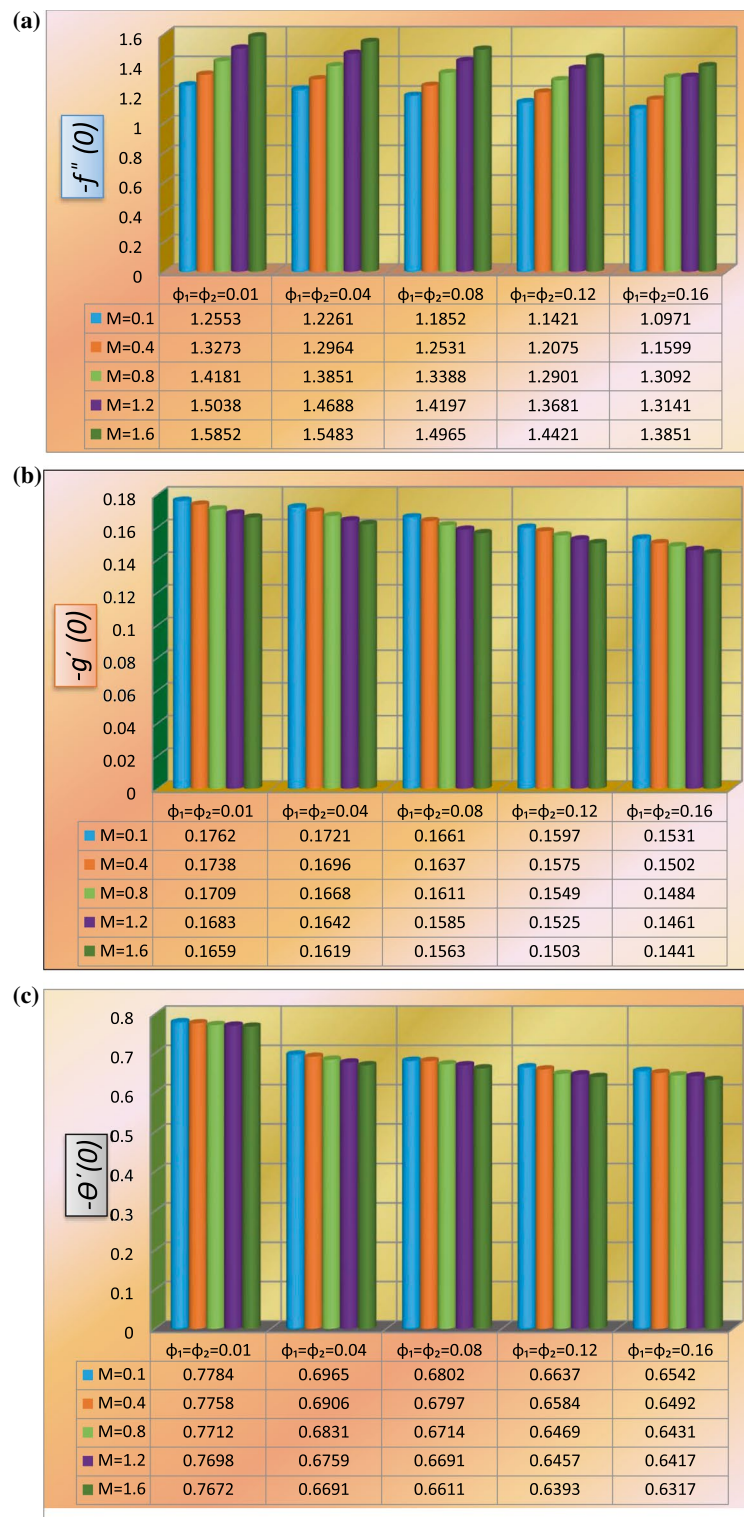 (a)
1.6
1.4
1.2
1
0.8
0.6
0.4
0.2
0
-f '' (0)
ϕ₁=ϕ₂=0.01 ϕ₁=ϕ₂=0.04 ϕ₁=ϕ₂=0.08 ϕ₁=ϕ₂=0.12 ϕ₁=ϕ₂=0.16
M=0.1 1.2553 1.2261 1.1852 1.1421 1.0971
M=0.4 1.3273 1.2964 1.2531 1.2075 1.1599
M=0.8 1.4181 1.3851 1.3388 1.2901 1.3092
M=1.2 1.5038 1.4688 1.4197 1.3681 1.3141
M=1.6 1.5852 1.5483 1.4965 1.4421 1.3851
(b)
0.18
0.16
0.14
0.12
0.1
0.08
0.06
0.04
0.02
0
-g′ (0)
ϕ₁=ϕ₂=0.01 ϕ₁=ϕ₂=0.04 ϕ₁=ϕ₂=0.08 ϕ₁=ϕ₂=0.12 ϕ₁=ϕ₂=0.16
M=0.1 0.1762 0.1721 0.1661 0.1597 0.1531
M=0.4 0.1738 0.1696 0.1637 0.1575 0.1502
M=0.8 0.1709 0.1668 0.1611 0.1549 0.1484
M=1.2 0.1683 0.1642 0.1585 0.1525 0.1461
M=1.6 0.1659 0.1619 0.1563 0.1503 0.1441
(c)
0.8
0.7
0.6
0.5
0.4
0.3
0.2
0.1
0
-θ′(0)
ϕ₁=ϕ₂=0.01 ϕ₁=ϕ₂=0.04 ϕ₁=ϕ₂=0.08 ϕ₁=ϕ₂=0.12 ϕ₁=ϕ₂=0.16
M=0.1 0.7784 0.6965 0.6802 0.6637 0.6542
M=0.4 0.7758 0.6906 0.6797 0.6584 0.6492
M=0.8 0.7712 0.6831 0.6714 0.6469 0.6431
M=1.2 0.7698 0.6759 0.6691 0.6457 0.6417
M=1.6 0.7672 0.6691 0.6611 0.6393 0.6317